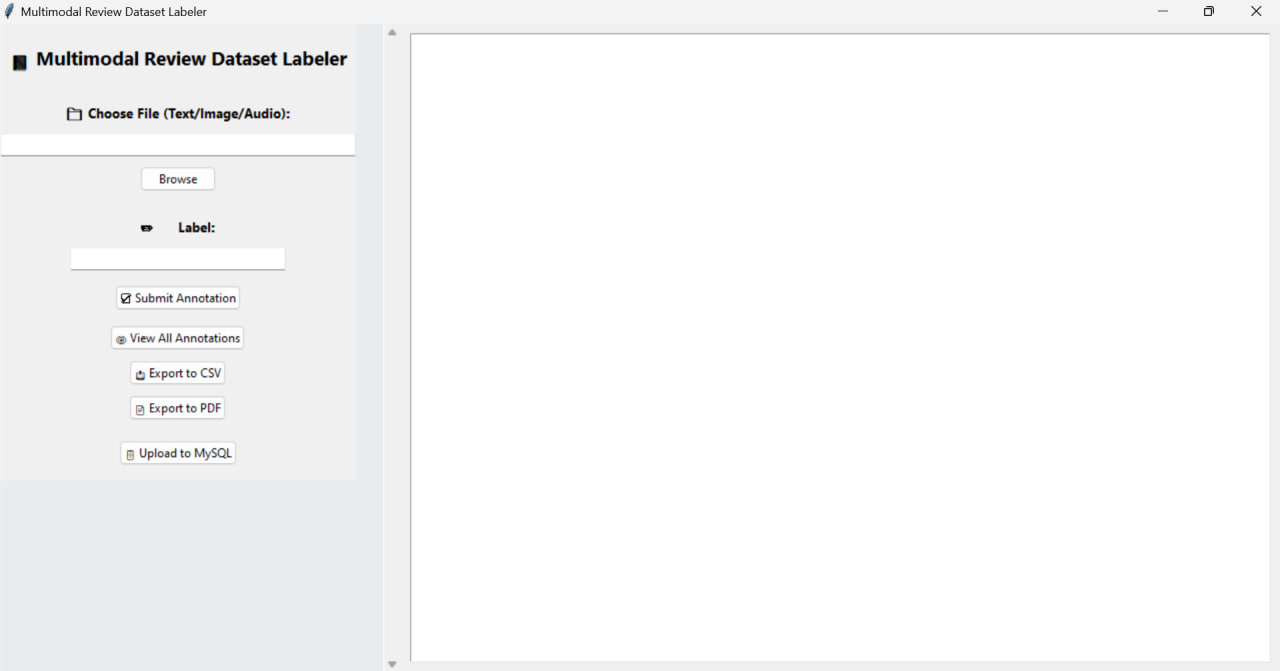 Multimodal Review Dataset Labeler
Multimodal Review Dataset Labeler
Choose File (Text/Image/Audio):
Browse
Label:
Submit Annotation
View All Annotations
Export to CSV
Export to PDF
Upload to MySQL